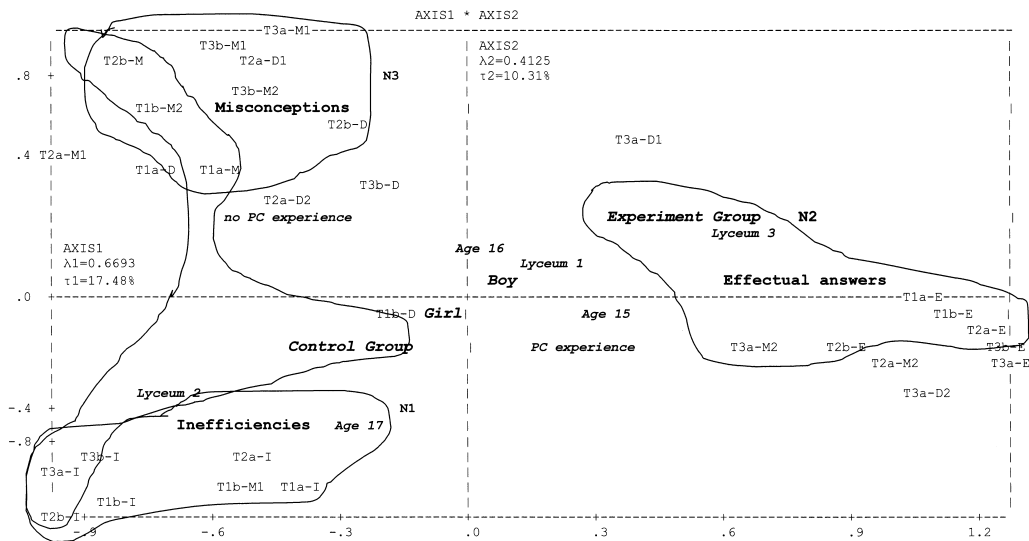 AXIS1 * AXIS2
T3a-M1
T3b-M1 AXIS2
T2b-M T2a-D1 λ2=0.4125
.8 N3 τ2=10.31%
T3b-M2
T1b-M2 Misconceptions
T2b-D
T3a-D1
.4 T2a-M1
T1a-D T1a-M
T3b-D
T2a-D2
no PC experience Experiment Group N2
Lyceum 3
AXIS1 Age 16
λ1=0.6693 Lyceum 1
τ1=17.48% Boy Effectual answers
.0 T1a-E
T1b-D Girl Age 15 T1b-E
T2a-E
Control Group PC experience T3a-M2 T2b-E T3b-E
T2a-M2 T3a-E
Lyceum 2 T3a-D2
-.4 N1
Inefficiencies Age 17
-.8
T3b-I T2a-I
T3a-I
T1b-M1 T1a-I
T1b-I
T2b-I
-.9 -.6 -.3 .0 .3 .6 .9 1.2